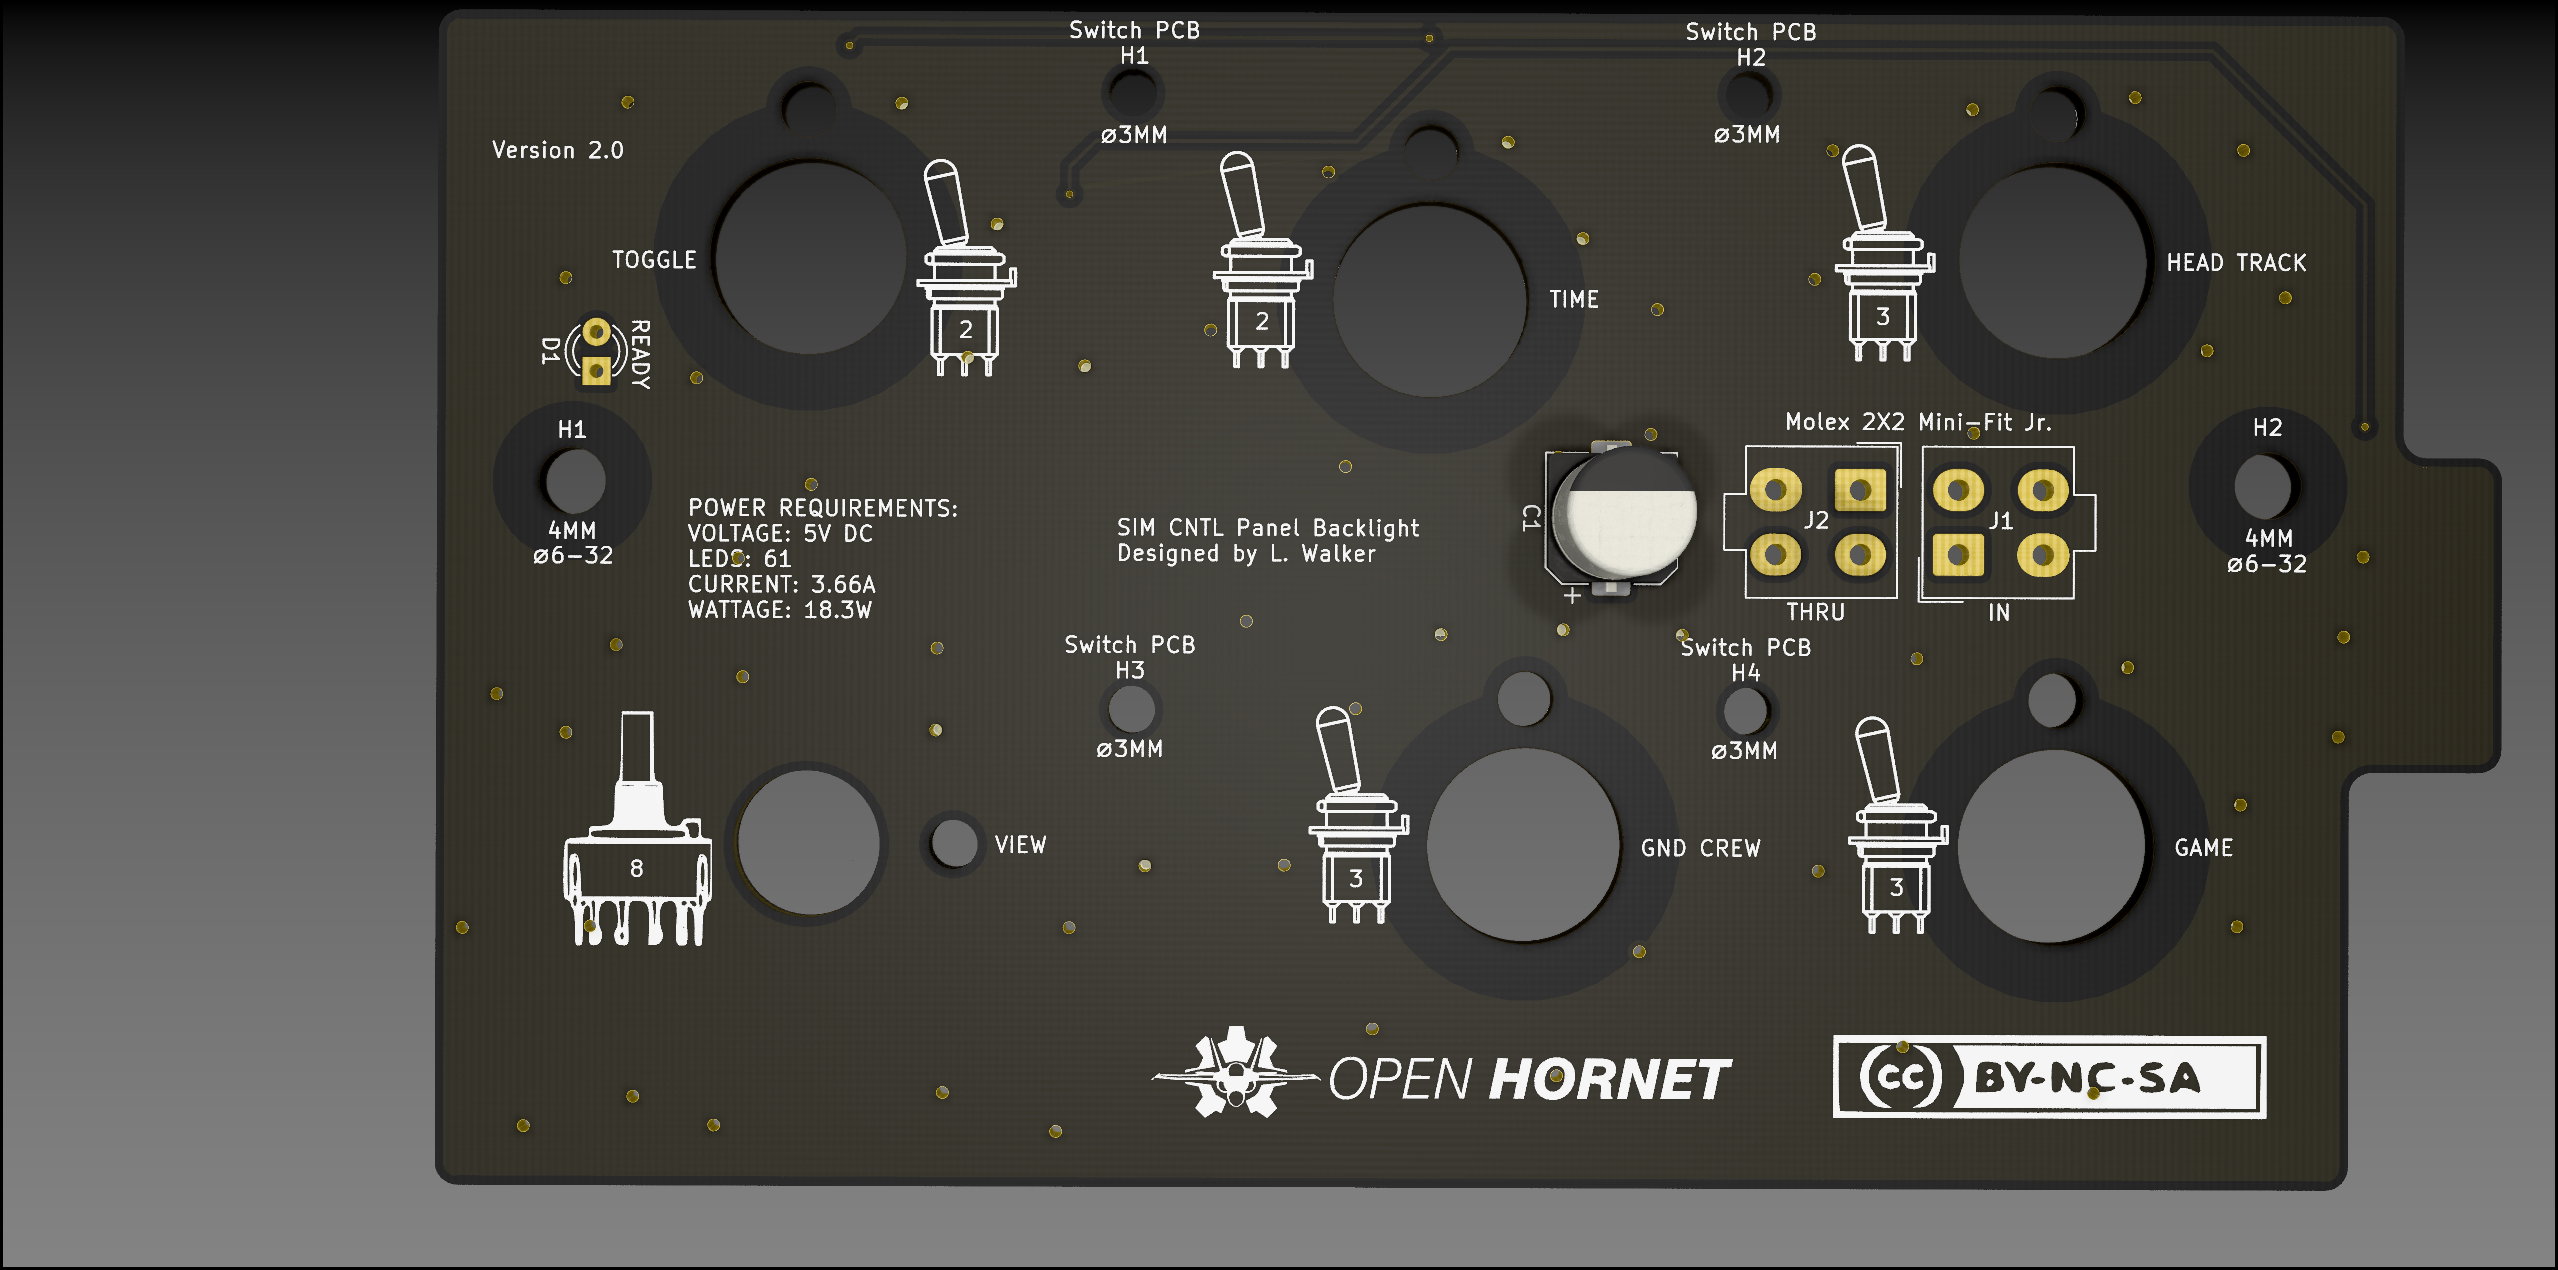 Switch PCB
H1
ø3MM
Switch PCB
H2
ø3MM
Version 2.0
TOGGLE
2
2
TIME
3
HEAD TRACK
D1
READY
H1
4MM
ø6-32
POWER REQUIREMENTS:
VOLTAGE: 5V DC
LEDS: 61
CURRENT: 3.66A
WATTAGE: 18.3W
SIM CNTL Panel Backlight
Designed by L. Walker
C1
+
Molex 2X2 Mini-Fit Jr.
J2
J1
THRU
IN
H2
4MM
ø6-32
Switch PCB
H3
ø3MM
Switch PCB
H4
ø3MM
8
VIEW
3
GND CREW
3
GAME
OPEN HORNET
cc BY-NC-SA